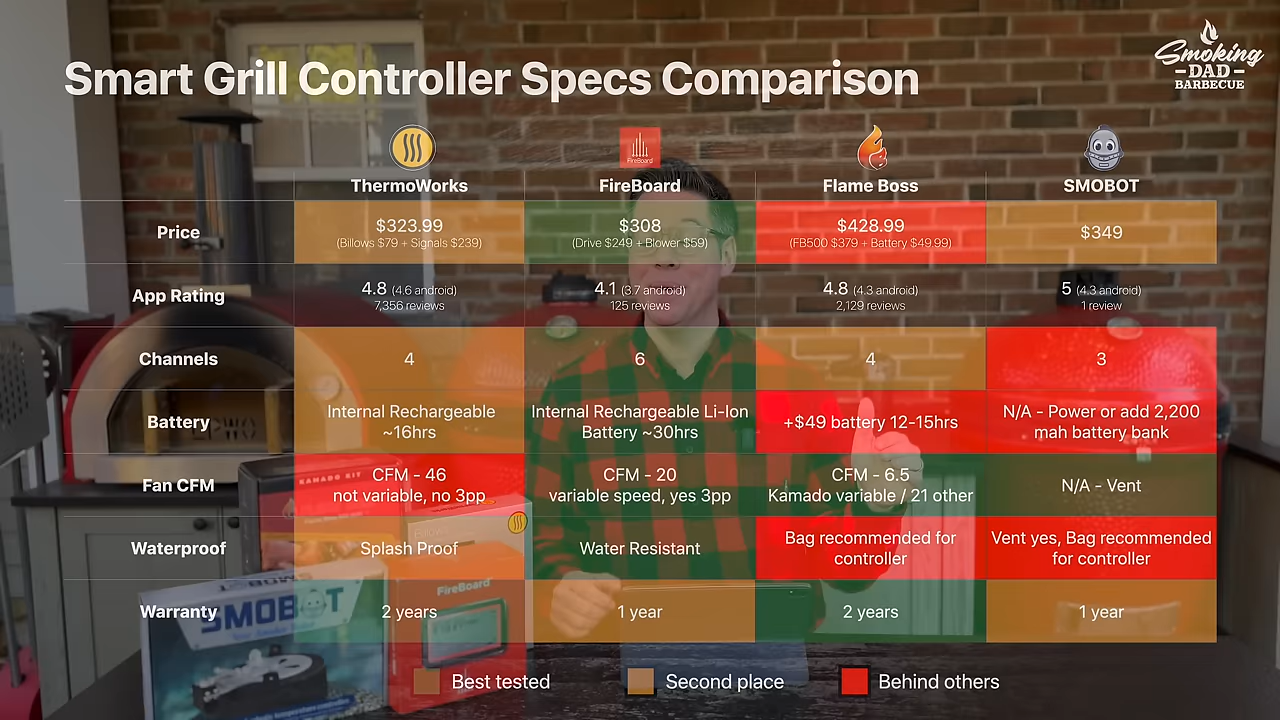 Smoking
DAD
BARBECUE
Smart Grill Controller Specs Comparison
FireBoard
ThermoWorks FireBoard Flame Boss SMOBOT
Price $323.99 $308 $428.99 $349
(Billows $79 + Signals $239) (Drive $249 + Blower $59) (FB500 $379 + Battery $49.99)
App Rating 4.8 (4.6 android) 4.1 (3.7 android) 4.8 (4.3 android) 5 (4.3 android)
7,356 reviews 125 reviews 2,129 reviews 1 review
Channels 4 6 4 3
Battery Internal Rechargeable Internal Rechargeable Li-Ion +$49 battery 12-15hrs N/A - Power or add 2,200
~16hrs Battery ~30hrs mah battery bank
Fan CFM CFM - 46 CFM - 20 CFM - 6.5 N/A - Vent
not variable, no 3pp variable speed, yes 3pp Kamado variable / 21 other
Waterproof Splash Proof Water Resistant Bag recommended for Vent yes, Bag recommended
controller for controller
Warranty 2 years 1 year 2 years 1 year
KAMADO KIT
FireBoard
SMOBOT
Best tested Second place Behind others